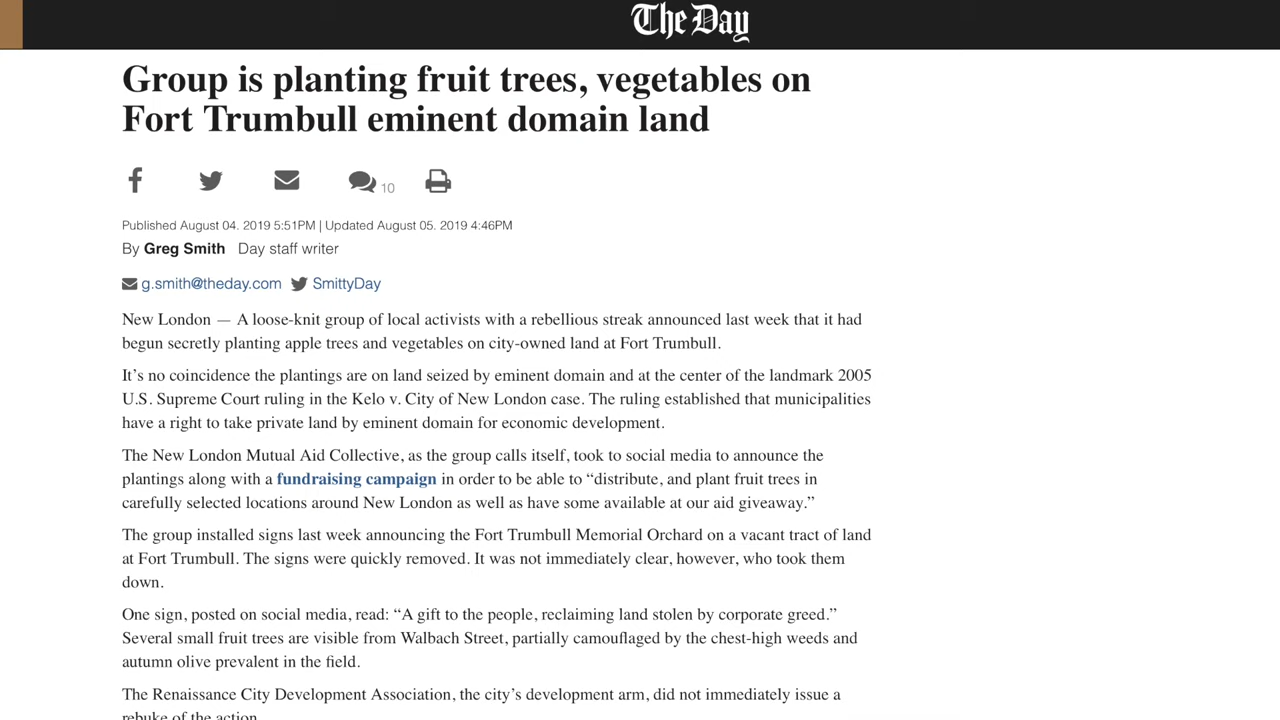 The Day
Group is planting fruit trees, vegetables on
Fort Trumbull eminent domain land
10
Published August 04. 2019 5:51PM | Updated August 05. 2019 4:46PM
By Greg Smith Day staff writer
g.smith@theday.com SmittyDay
New London — A loose-knit group of local activists with a rebellious streak announced last week that it had
begun secretly planting apple trees and vegetables on city-owned land at Fort Trumbull.
It’s no coincidence the plantings are on land seized by eminent domain and at the center of the landmark 2005
U.S. Supreme Court ruling in the Kelo v. City of New London case. The ruling established that municipalities
have a right to take private land by eminent domain for economic development.
The New London Mutual Aid Collective, as the group calls itself, took to social media to announce the
plantings along with a fundraising campaign in order to be able to “distribute, and plant fruit trees in
carefully selected locations around New London as well as have some available at our aid giveaway.”
The group installed signs last week announcing the Fort Trumbull Memorial Orchard on a vacant tract of land
at Fort Trumbull. The signs were quickly removed. It was not immediately clear, however, who took them
down.
One sign, posted on social media, read: “A gift to the people, reclaiming land stolen by corporate greed.”
Several small fruit trees are visible from Walbach Street, partially camouflaged by the chest-high weeds and
autumn olive prevalent in the field.
The Renaissance City Development Association, the city’s development arm, did not immediately issue a
rebuke of the action